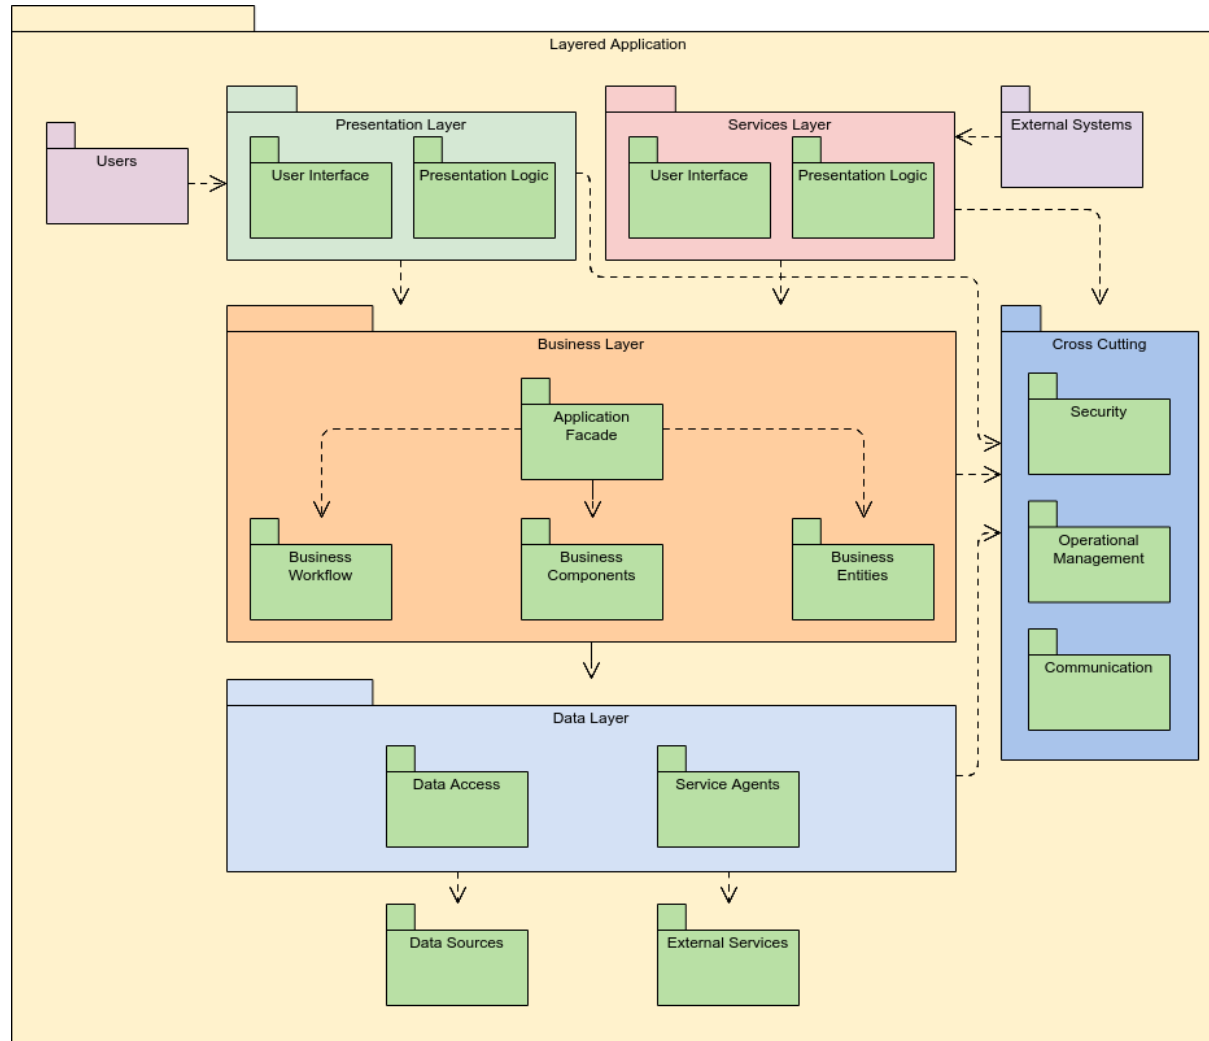 Layered Application
Users
Presentation Layer
User Interface
Presentation Logic
Services Layer
User Interface
Presentation Logic
External Systems
Business Layer
Application
Facade
Business
Workflow
Business
Components
Business
Entities
Cross Cutting
Security
Operational
Management
Communication
Data Layer
Data Access
Service Agents
Data Sources
External Services